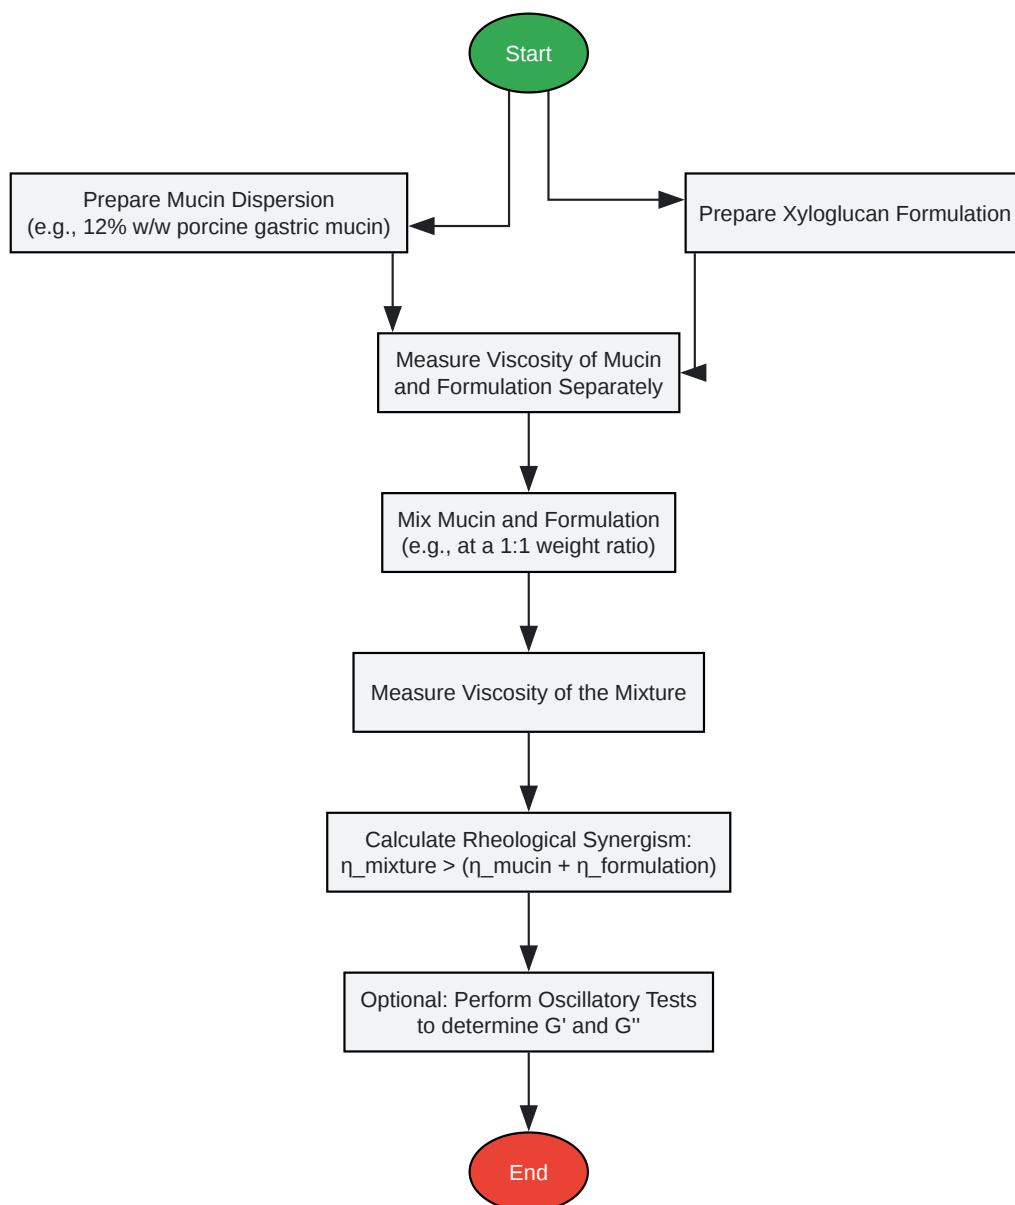 Start
Prepare Mucin Dispersion
(e.g., 12% w/w porcine gastric mucin)
Prepare Xyloglucan Formulation
Measure Viscosity of Mucin
and Formulation Separately
Mix Mucin and Formulation
(e.g., at a 1:1 weight ratio)
Measure Viscosity of the Mixture
Calculate Rheological Synergism:
η_mixture > (η_mucin + η_formulation)
Optional: Perform Oscillatory Tests
to determine G' and G''
End